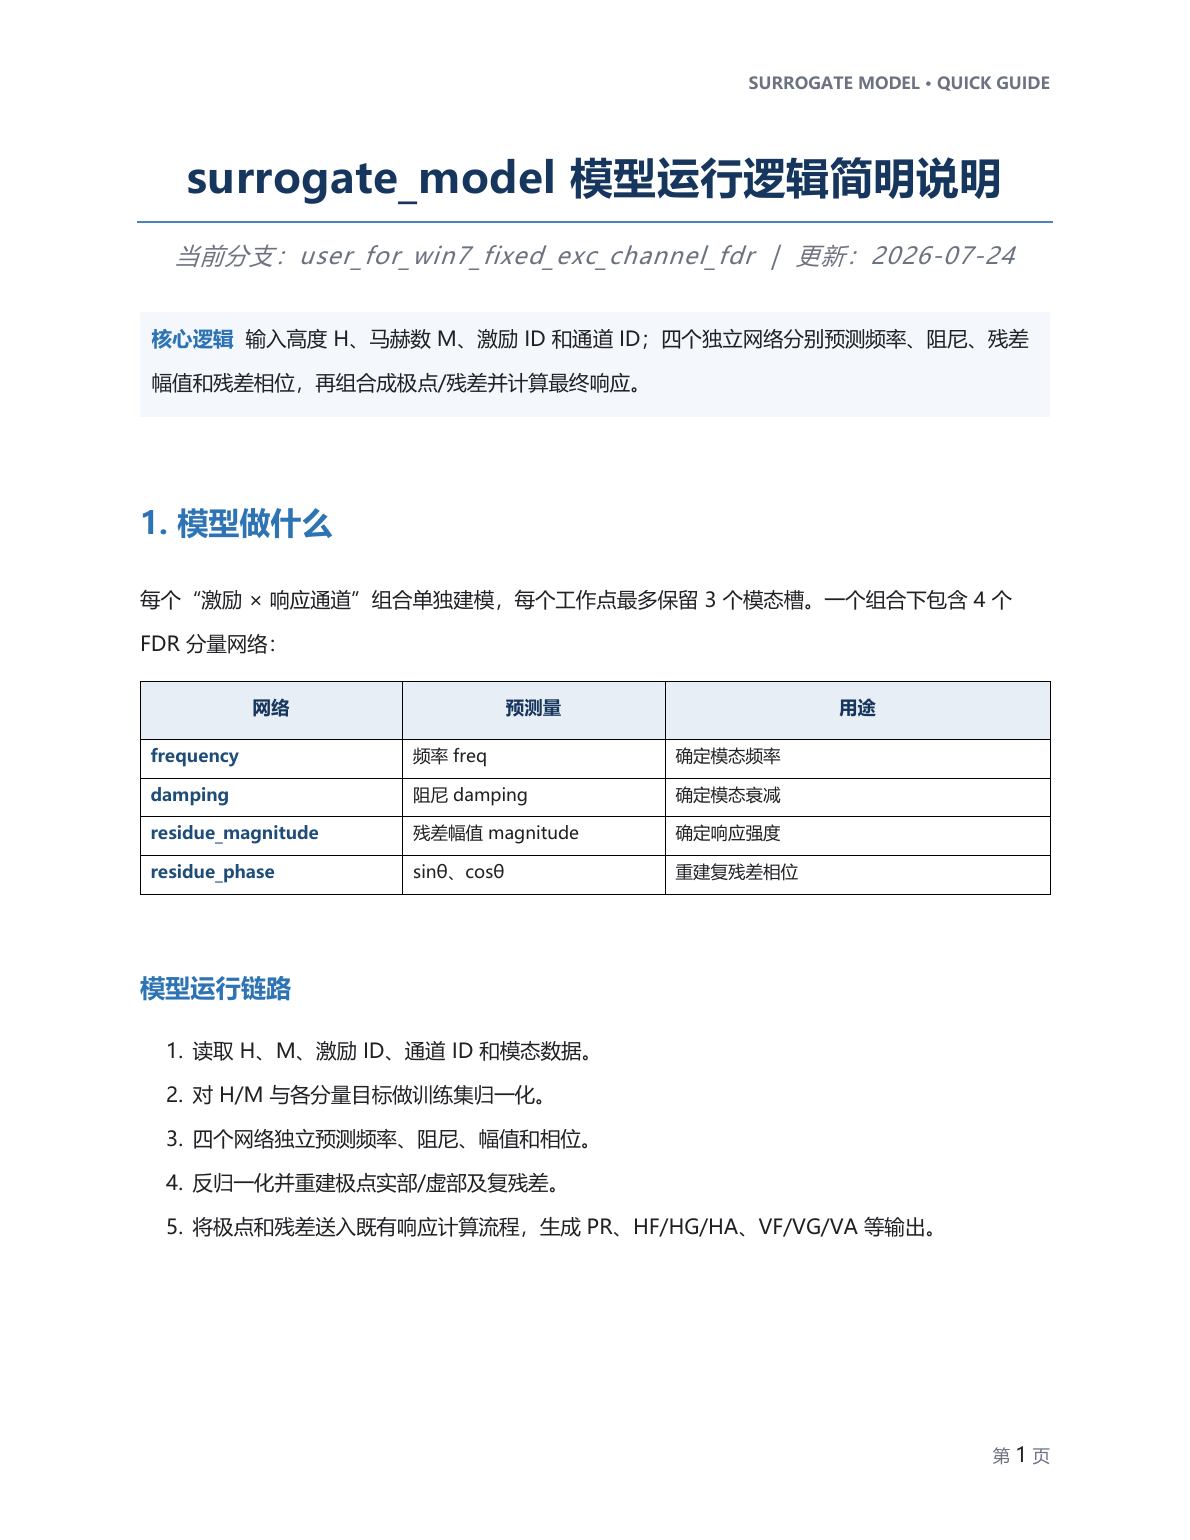 SURROGATE MODEL • QUICK GUIDE
surrogate_model 模型运行逻辑简明说明
当前分支：user_for_win7_fixed_exc_channel_fdr | 更新：2026-07-24
核心逻辑 输入高度 H、马赫数 M、激励 ID 和通道 ID；四个独立网络分别预测频率、阻尼、残差
幅值和残差相位，再组合成极点/残差并计算最终响应。
1. 模型做什么
每个“激励 × 响应通道”组合单独建模，每个工作点最多保留 3 个模态槽。一个组合下包含 4 个
FDR 分量网络：
网络 预测量 用途
frequency 频率 freq 确定模态频率
damping 阻尼 damping 确定模态衰减
residue_magnitude 残差幅值 magnitude 确定响应强度
residue_phase sinθ、cosθ 重建复残差相位
模型运行链路
1. 读取 H、M、激励 ID、通道 ID 和模态数据。
2. 对 H/M 与各分量目标做训练集归一化。
3. 四个网络独立预测频率、阻尼、幅值和相位。
4. 反归一化并重建极点实部/虚部及复残差。
5. 将极点和残差送入既有响应计算流程，生成 PR、HF/HG/HA、VF/VG/VA 等输出。
第 1 页